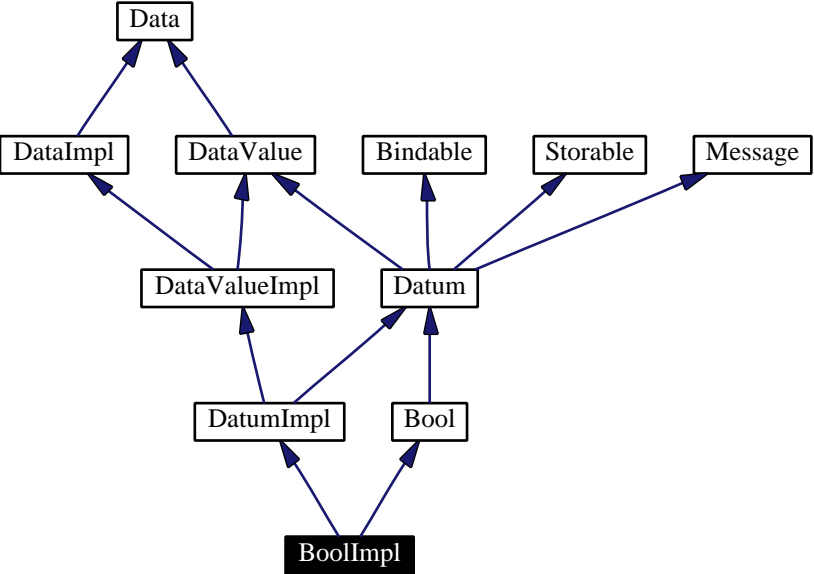 Data
DataImpl
DataValue
Bindable
Storable
Message
DataValueImpl
Datum
DatumImpl
Bool
BoolImpl